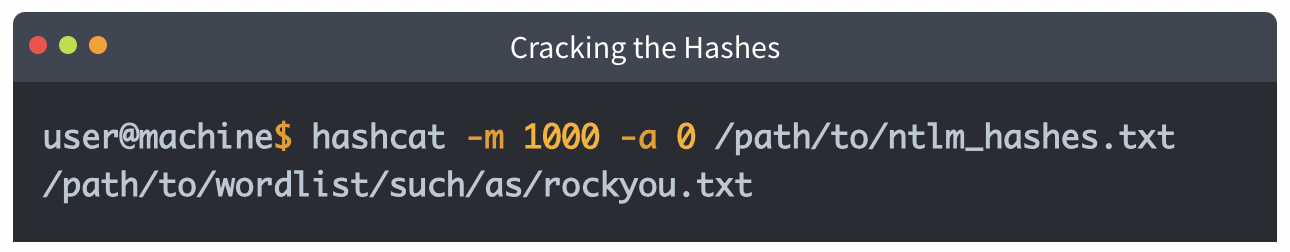 Cracking the Hashes
user@machine$ hashcat -m 1000 -a 0 /path/to/ntlm_hashes.txt
/path/to/wordlist/such/as/rockyou.txt